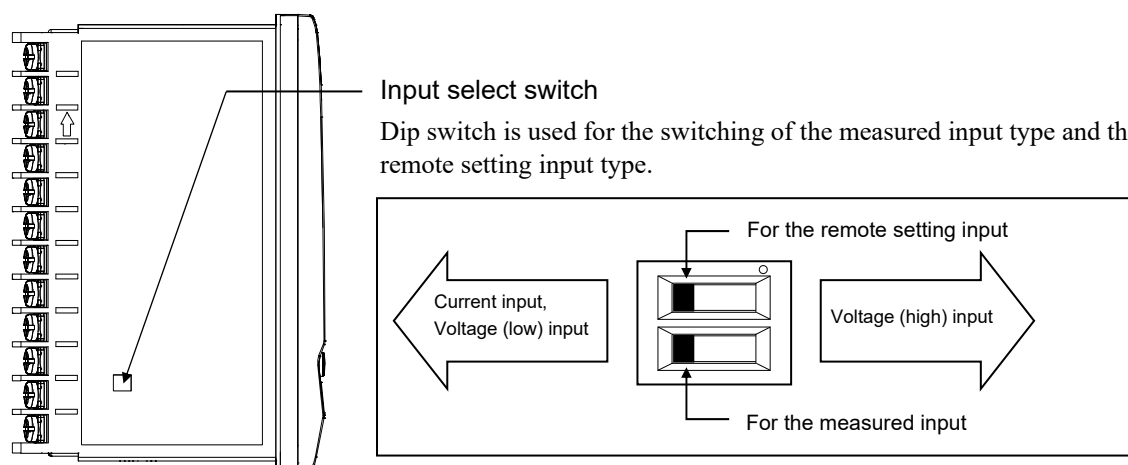 Input select switch
Dip switch is used for the switching of the measured input type and th
remote setting input type.
For the remote setting input
Current input,
Voltage (low) input
Voltage (high) input
For the measured input